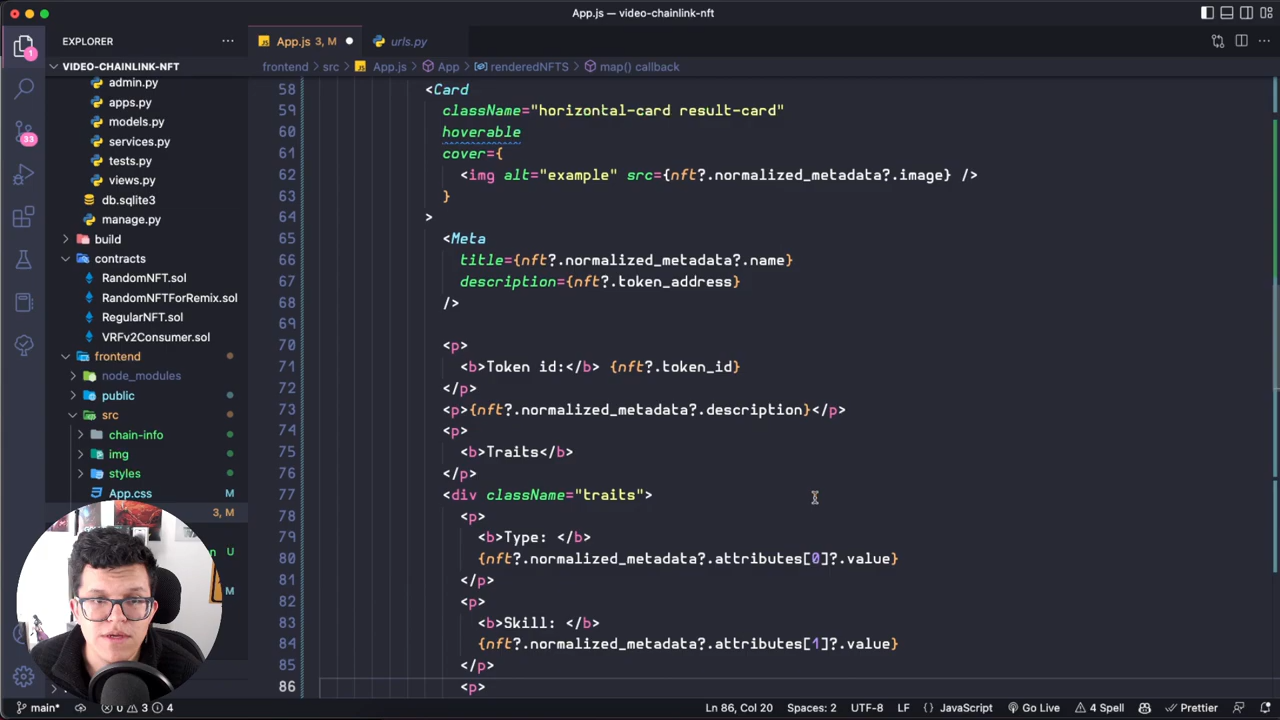 App.js — video-chainlink-nft
EXPLORER
App.js 3, M
urls.py
VIDEO-CHAINLINK-NFT
frontend > src > App.js > App > renderedNFTS > map() callback
admin.py
apps.py
models.py
services.py
tests.py
views.py
db.sqlite3
manage.py
build
contracts
RandomNFT.sol
RandomNFTForRemix.sol
RegularNFT.sol
VRFv2Consumer.sol
frontend
node_modules
public
src
chain-info
img
styles
App.css M
3, M
U
M
1
33
58 <Card
59 className="horizontal-card result-card"
60 hoverable
61 cover={
62 <img alt="example" src={nft?.normalized_metadata?.image} />
63 }
64 >
65 <Meta
66 title={nft?.normalized_metadata?.name}
67 description={nft?.token_address}
68 />
69
70 <p>
71 <b>Token id:</b> {nft?.token_id}
72 </p>
73 <p>{nft?.normalized_metadata?.description}</p>
74 <p>
75 <b>Traits</b>
76 </p>
77 <div className="traits">
78 <p>
79 <b>Type: </b>
80 {nft?.normalized_metadata?.attributes[0]?.value}
81 </p>
82 <p>
83 <b>Skill: </b>
84 {nft?.normalized_metadata?.attributes[1]?.value}
85 </p>
86 <p>
main* 0 3 4 Ln 86, Col 20 Spaces: 2 UTF-8 LF {} JavaScript Go Live 4 Spell Prettier